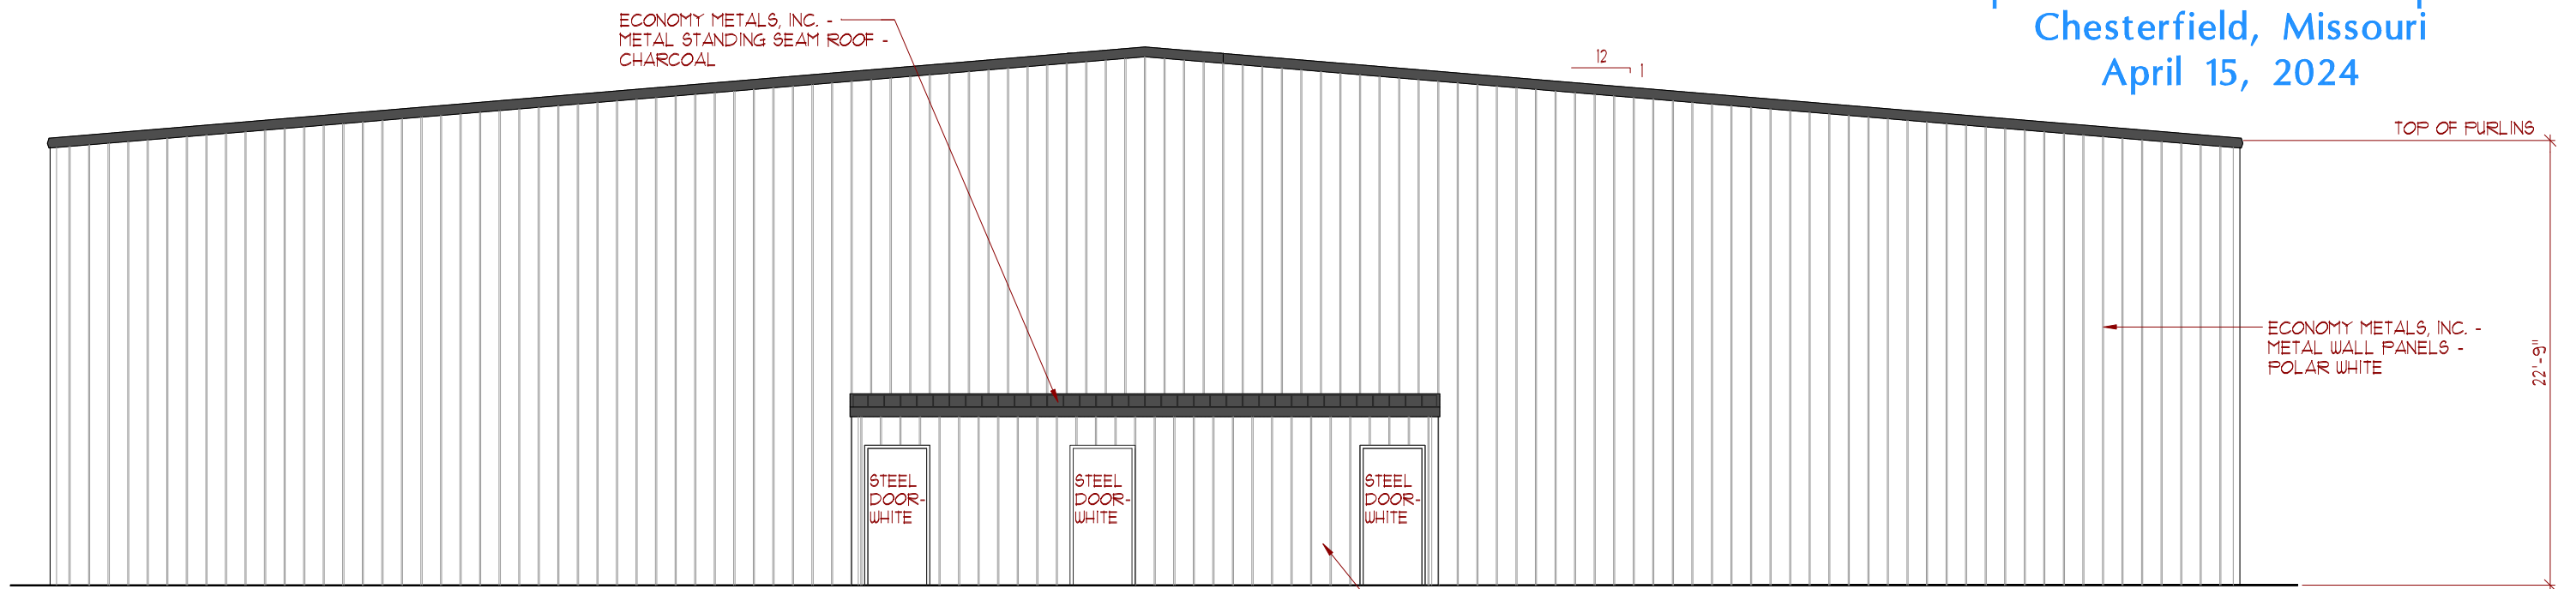 ECONOMY METALS, INC. -
METAL STANDING SEAM ROOF -
CHARCOAL
Chesterfield, Missouri
April 15, 2024
12
1
TOP OF PURLINS
ECONOMY METALS, INC. -
METAL WALL PANELS -
POLAR WHITE
22'-9"
STEEL
DOOR-
WHITE
STEEL
DOOR-
WHITE
STEEL
DOOR-
WHITE